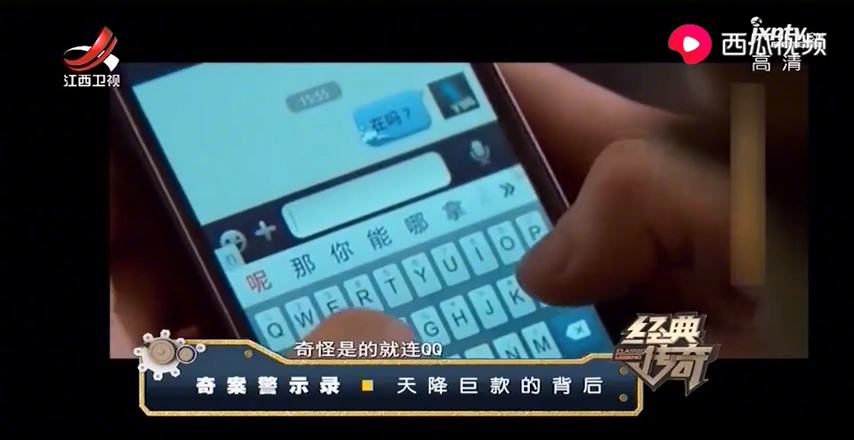 江西卫视
西瓜视频
jxntv
高清
15:55
在吗？
n
呢 那 你 能 哪 拿
Q W E R T Y U I O P
G H J K
N M
奇怪是的就连QQ
奇案警示录 天降巨款的背后
经典传奇